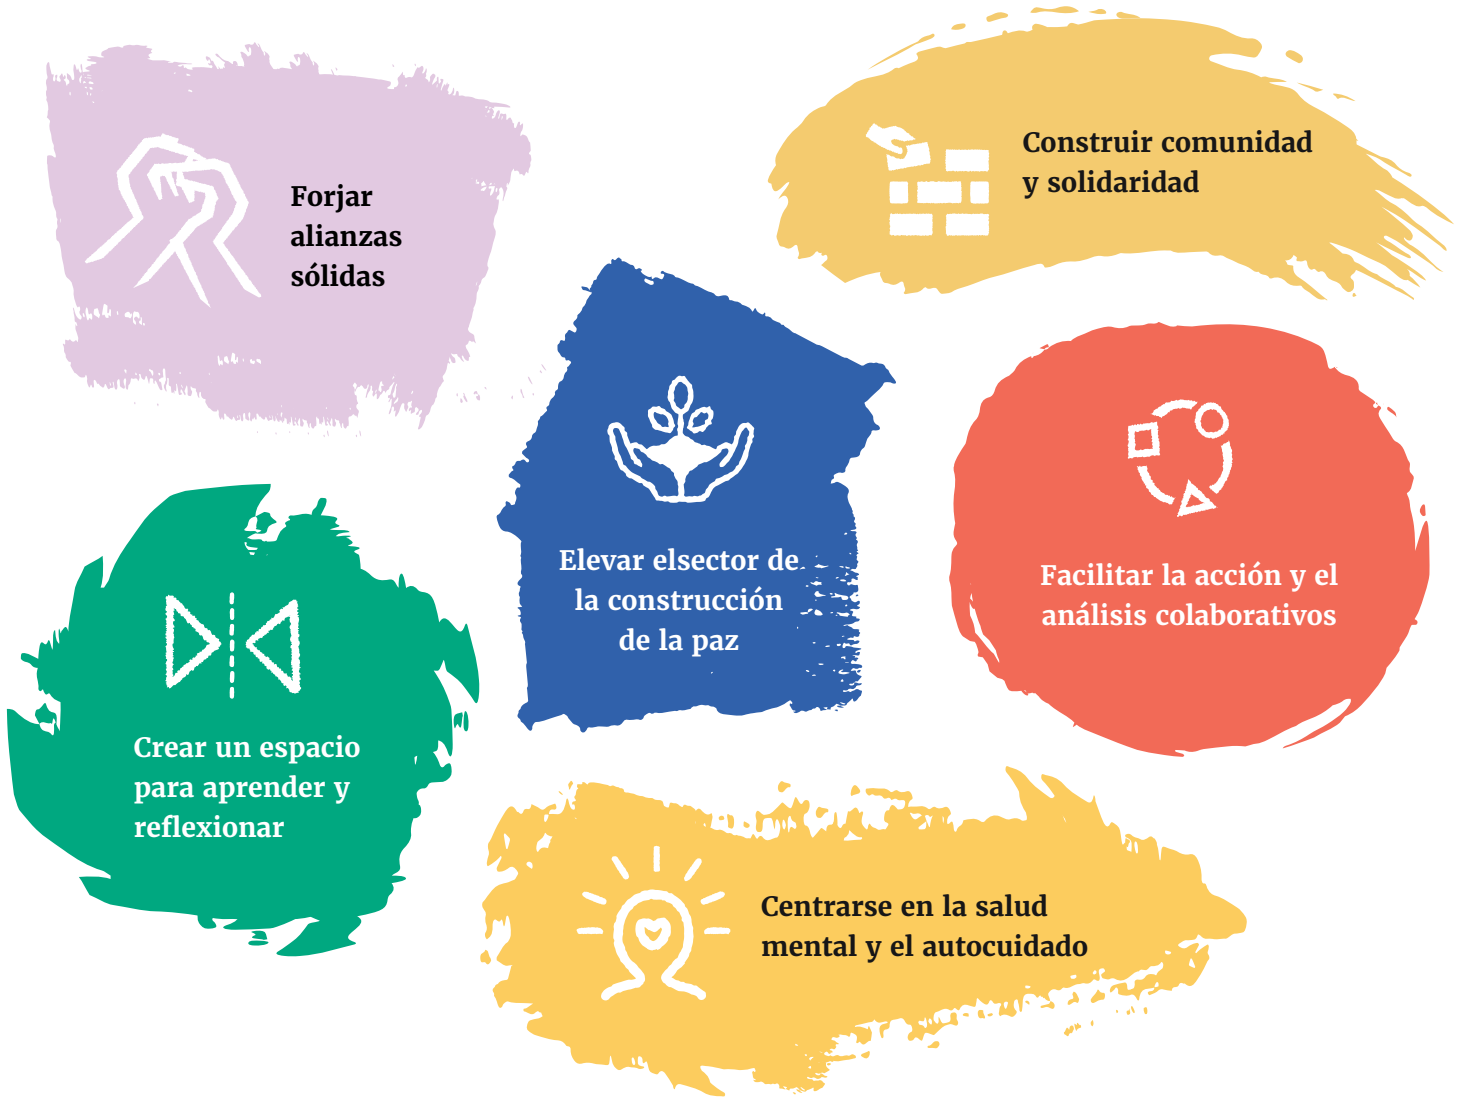 Forjar
alianzas
sólidas
Construir comunidad
y solidaridad
Elevar elsector de
la construcción
de la paz
Facilitar la acción y el
análisis colaborativos
Crear un espacio
para aprender y
reflexionar
Centrarse en la salud
mental y el autocuidado